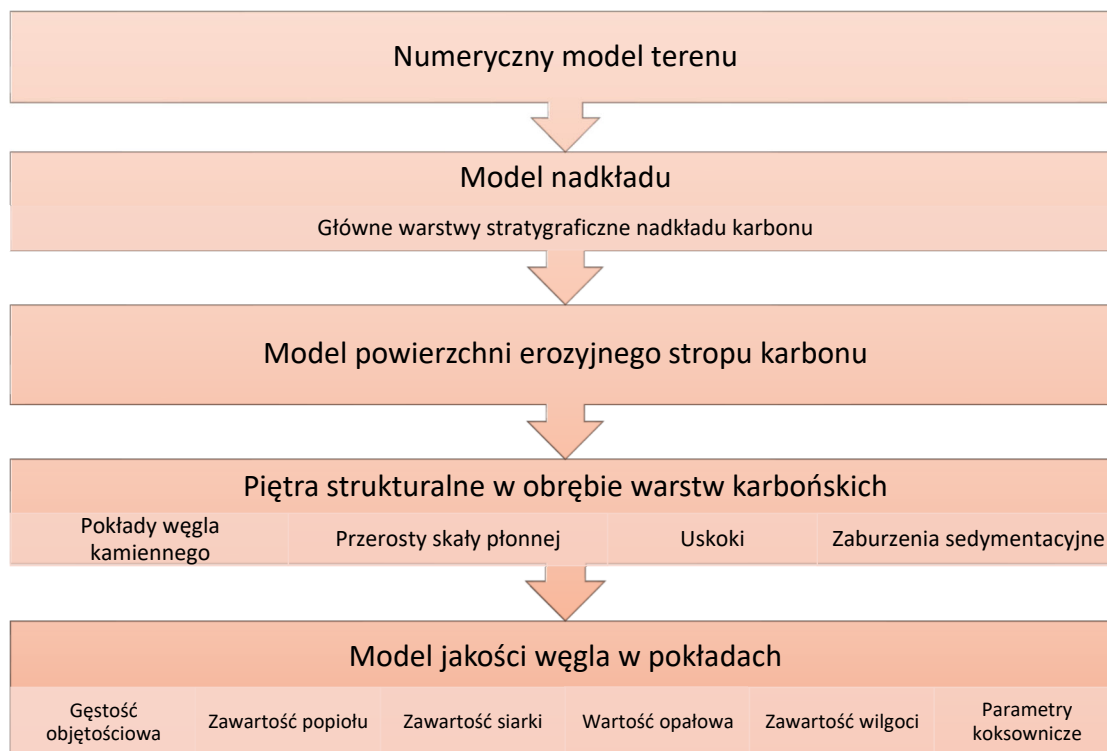 Numeryczny model terenu
Model nadkładu
Główne warstwy stratygraficzne nadkładu karbonu
Model powierzchni erozyjnego stropu karbonu
Piętra strukturalne w obrębie warstw karbońskich
Pokłady węgla
kamiennego
Przerosty skały płonnej
Uskoki
Zaburzenia sedymentacyjne
Model jakości węgla w pokładach
Gęstość
objętościowa
Zawartość popiołu
Zawartość siarki
Wartość opałowa
Zawartość wilgoci
Parametry
koksownicze